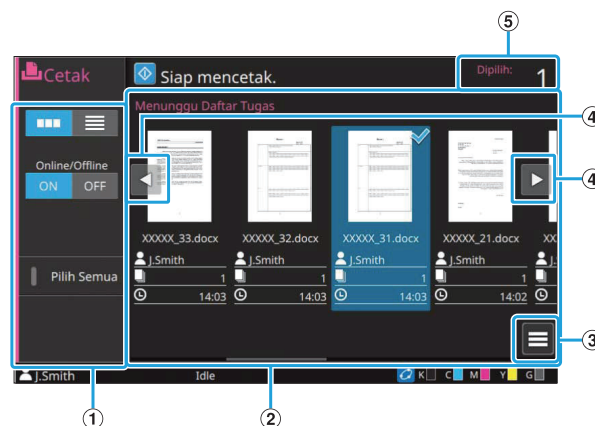 5
Cetak
Siap mencetak.
Dipilih: 1
Menunggu Daftar Tugas
4
Online/Offline
ON OFF
4
XXXXX_33.docx XXXXX_32.docx XXXXX_31.docx XXXXX_21.docx XX
J.Smith J.Smith J.Smith J.Smith J.
Pilih Semua
1 1 1 1
14:03 14:03 14:03 14:02
3
J.Smith Idle K C M Y G
1 2